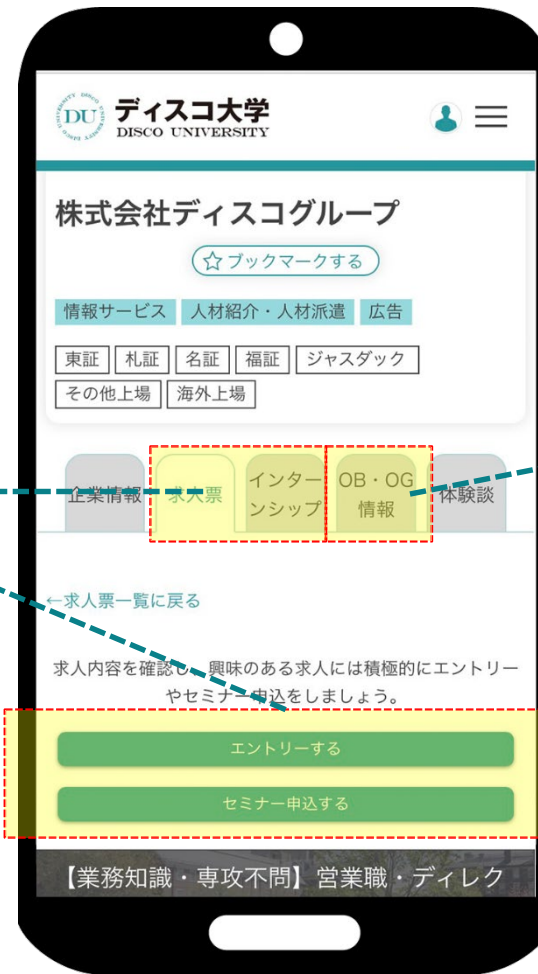 DU
ディスコ大学
DISCO UNIVERSITY
株式会社ディスコグループ
ブックマークする
情報サービス 人材紹介・人材派遣 広告
東証 札証 名証 福証 ジャスダック
その他上場 海外上場
企業情報 求人票 インター
ンシップ OB・OG
情報 体験談
←求人票一覧に戻る
求人内容を確認し、興味のある求人には積極的にエントリー
やセミナー申込をしましょう。
エントリーする
セミナー申込する
【業務知識・専攻不問】営業職・ディレク